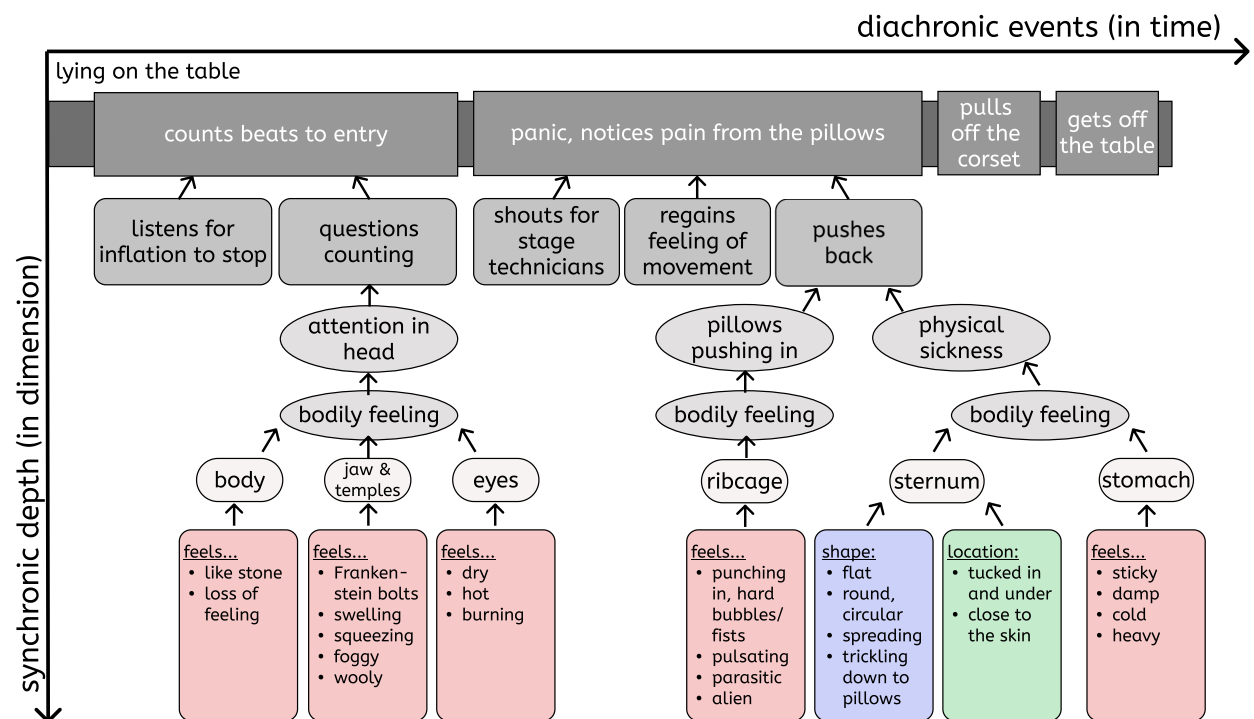 diachronic events (in time)
synchronic depth (in dimension)
lying on the table
counts beats to entry
panic, notices pain from the pillows
pulls
off the
corset
gets off
the table
listens for
inflation to stop
questions
counting
shouts for
stage
technicians
regains
feeling of
movement
pushes
back
attention in
head
pillows
pushing in
physical
sickness
bodily feeling
bodily feeling
bodily feeling
body
jaw &
temples
eyes
ribcage
sternum
stomach
feels...
• like stone
• loss of
feeling
feels...
• Franken-
stein bolts
• swelling
• squeezing
• foggy
• wooly
feels...
• dry
• hot
• burning
feels...
• punching
in, hard
bubbles/
fists
• pulsating
• parasitic
• alien
shape:
• flat
• round,
circular
• spreading
• trickling
down to
pillows
location:
• tucked in
and under
• close to
the skin
feels...
• sticky
• damp
• cold
• heavy